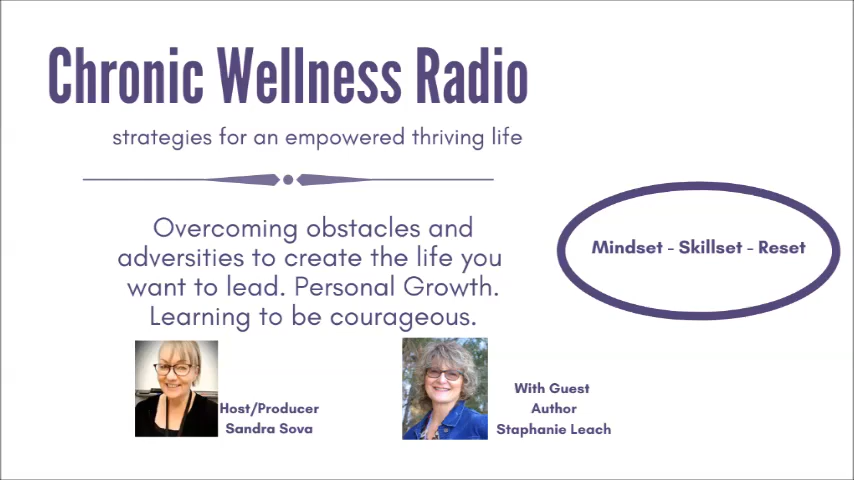 Chronic Wellness Radio
strategies for an empowered thriving life
Overcoming obstacles and
adversities to create the life you
want to lead. Personal Growth.
Learning to be courageous.
Mindset - Skillset - Reset
Host/Producer
Sandra Sova
With Guest
Author
Staphanie Leach